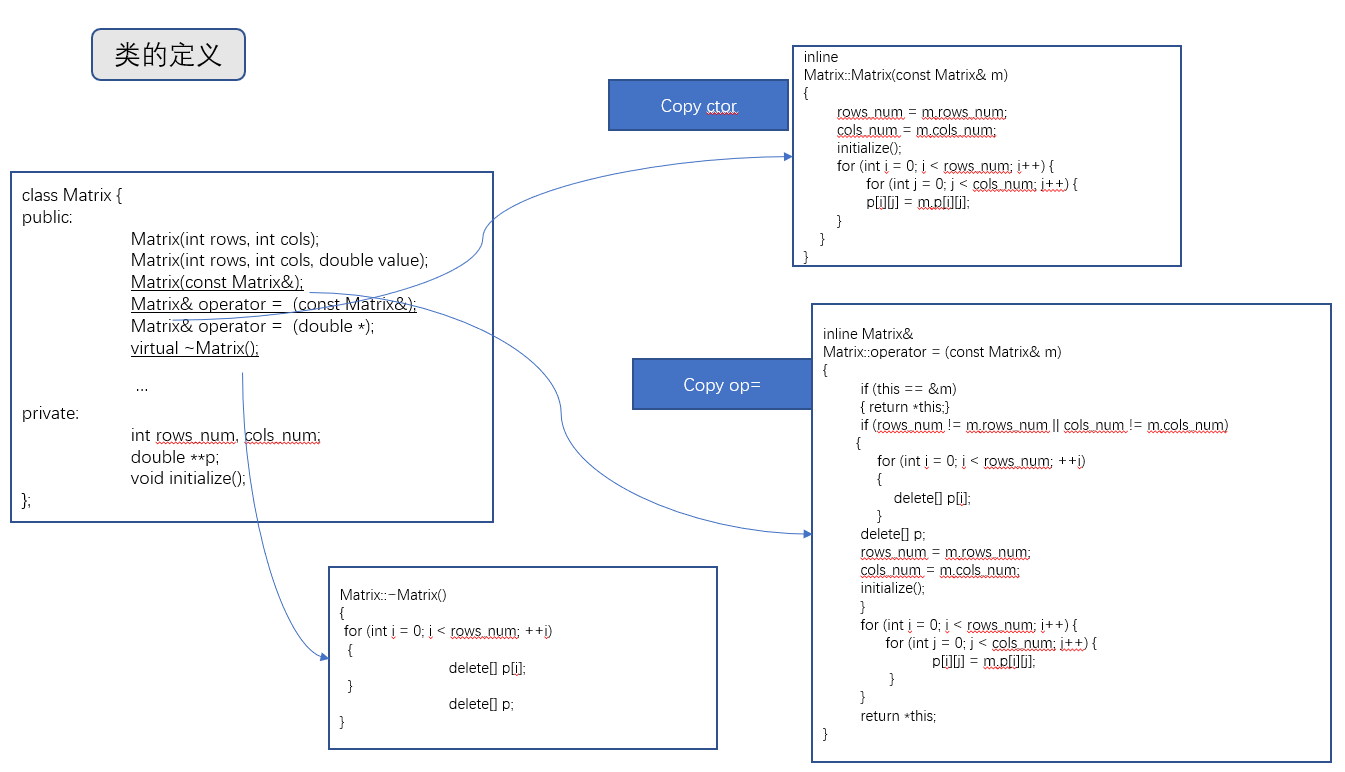 类的定义
class Matrix {
public:
Matrix(int rows, int cols);
Matrix(int rows, int cols, double value);
Matrix(const Matrix&);
Matrix& operator =  (const Matrix&);
Matrix& operator =  (double *);
virtual ~Matrix();
...
private:
int rows_num, cols_num;
double **p;
void initialize();
};
Copy ctor
inline
Matrix::Matrix(const Matrix& m)
{
rows_num = m.rows_num;
cols_num = m.cols_num;
initialize();
for (int i = 0; i < rows_num; i++) {
for (int j = 0; j < cols_num; j++) {
p[i][j] = m.p[i][j];
}
}
}
Copy op=
inline Matrix&
Matrix::operator = (const Matrix& m)
{
if (this == &m)
{ return *this;}
if (rows_num != m.rows_num || cols_num != m.cols_num)
{
for (int i = 0; i < rows_num; ++i)
{
delete[] p[i];
}
delete[] p;
rows_num = m.rows_num;
cols_num = m.cols_num;
initialize();
}
for (int i = 0; i < rows_num; i++) {
for (int j = 0; j < cols_num; j++) {
p[i][j] = m.p[i][j];
}
}
return *this;
}
Matrix::~Matrix()
{
for (int i = 0; i < rows_num; ++i)
{
delete[] p[i];
}
delete[] p;
}